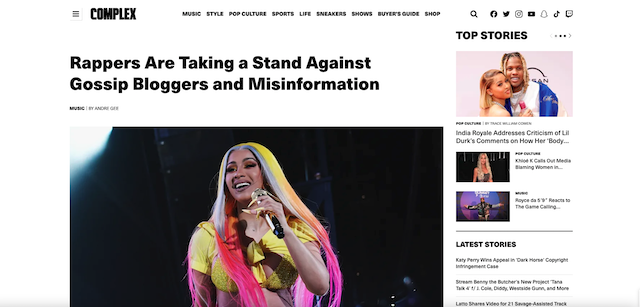 COMPLEX
MUSIC STYLE POP CULTURE SPORTS LIFE SNEAKERS SHOWS BUYER'S GUIDE SHOP
Rappers Are Taking a Stand Against
Gossip Bloggers and Misinformation
MUSIC | BY ANDRE GEE
TOP STORIES
POP CULTURE | BY TRACE WILLIAM COWEN
India Royale Addresses Criticism of Lil
Durk's Comments on How Her 'Body...
POP CULTURE
Khloé K Calls Out Media
Blaming Women in...
MUSIC
Royce da 5'9" Reacts to
The Game Calling...
LATEST STORIES
Katy Perry Wins Appeal in 'Dark Horse' Copyright
Infringement Case
Stream Benny the Butcher's New Project 'Tana
Talk 4' f/ J. Cole, Diddy, Westside Gunn, and More
Latto Shares Video for 21 Savage-Assisted Track